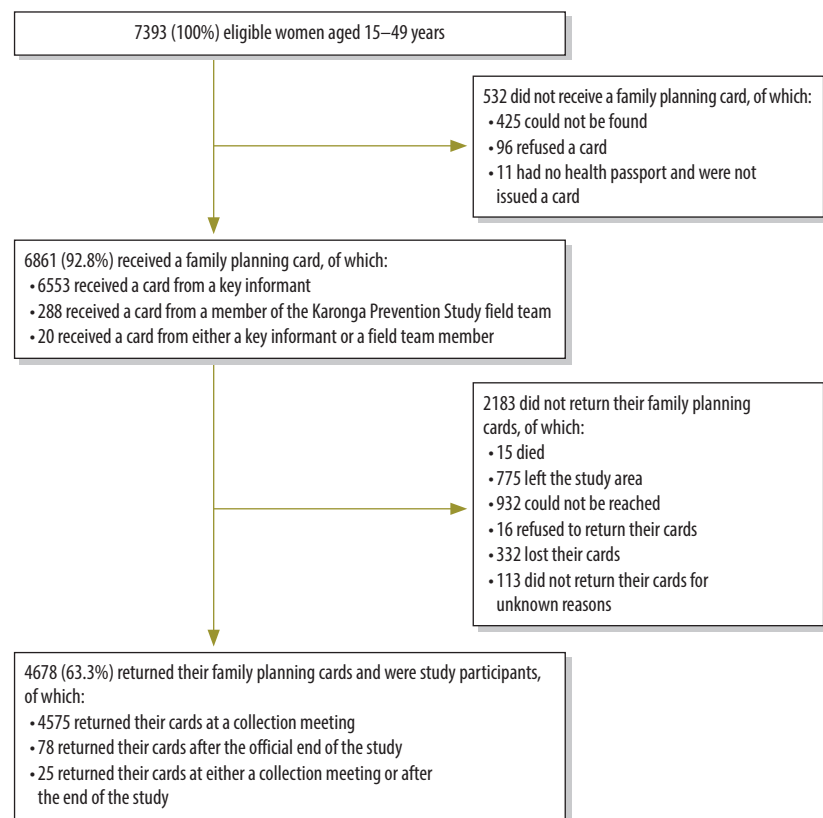 7393 (100%) eligible women aged 15–49 years
532 did not receive a family planning card, of which:
• 425 could not be found
• 96 refused a card
• 11 had no health passport and were not
issued a card
6861 (92.8%) received a family planning card, of which:
• 6553 received a card from a key informant
• 288 received a card from a member of the Karonga Prevention Study field team
• 20 received a card from either a key informant or a field team member
2183 did not return their family planning
cards, of which:
• 15 died
• 775 left the study area
• 932 could not be reached
• 16 refused to return their cards
• 332 lost their cards
• 113 did not return their cards for
unknown reasons
4678 (63.3%) returned their family planning cards and were study participants,
of which:
• 4575 returned their cards at a collection meeting
• 78 returned their cards after the official end of the study
• 25 returned their cards at either a collection meeting or after
the end of the study